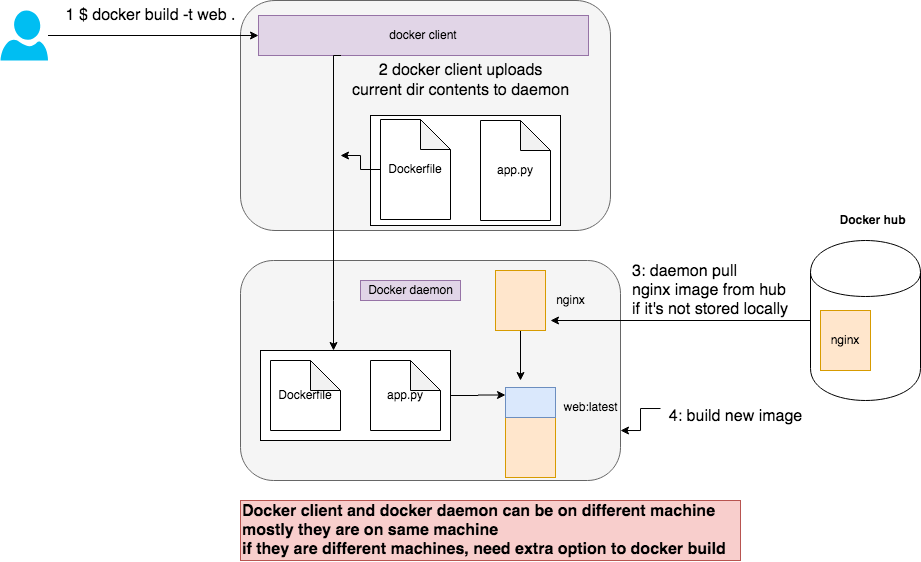 1 $ docker build -t web .
docker client
2 docker client uploads
current dir contents to daemon
Dockerfile
app.py
Docker hub
Docker daemon
nginx
3: daemon pull
nginx image from hub
if it's not stored locally
nginx
Dockerfile
app.py
web:latest
4: build new image
Docker client and docker daemon can be on different machine
mostly they are on same machine
if they are different machines, need extra option to docker build